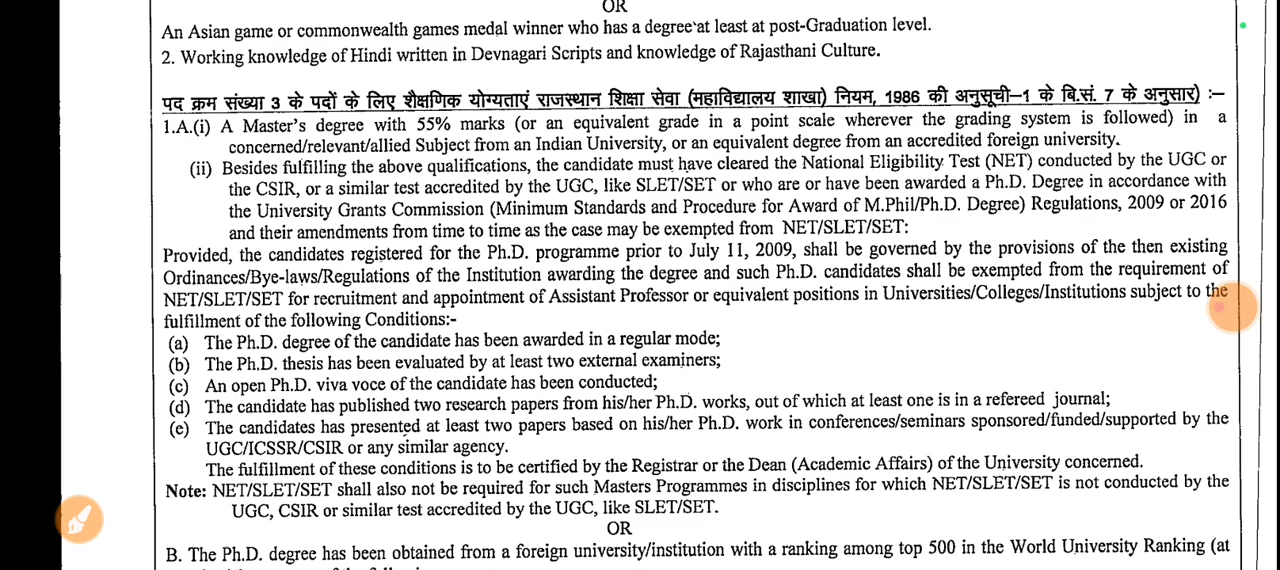 OR
An Asian game or commonwealth games medal winner who has a degree at least at post-Graduation level.
2. Working knowledge of Hindi written in Devnagari Scripts and knowledge of Rajasthani Culture.
पद क्रम संख्या 3 के पदों के लिए शैक्षणिक योग्यताएं राजस्थान शिक्षा सेवा (महाविद्यालय शाखा) नियम, 1986 की अनुसूची-1 के बि.सं. 7 के अनुसार) :-
1.A.(i) A Master's degree with 55% marks (or an equivalent grade in a point scale wherever the grading system is followed) in a
concerned/relevant/allied Subject from an Indian University, or an equivalent degree from an accredited foreign university.
(ii) Besides fulfilling the above qualifications, the candidate must have cleared the National Eligibility Test (NET) conducted by the UGC or
the CSIR, or a similar test accredited by the UGC, like SLET/SET or who are or have been awarded a Ph.D. Degree in accordance with
the University Grants Commission (Minimum Standards and Procedure for Award of M.Phil/Ph.D. Degree) Regulations, 2009 or 2016
and their amendments from time to time as the case may be exempted from NET/SLET/SET:
Provided, the candidates registered for the Ph.D. programme prior to July 11, 2009, shall be governed by the provisions of the then existing
Ordinances/Bye-laws/Regulations of the Institution awarding the degree and such Ph.D. candidates shall be exempted from the requirement of
NET/SLET/SET for recruitment and appointment of Assistant Professor or equivalent positions in Universities/Colleges/Institutions subject to the
fulfillment of the following Conditions:-
(a) The Ph.D. degree of the candidate has been awarded in a regular mode;
(b) The Ph.D. thesis has been evaluated by at least two external examiners;
(c) An open Ph.D. viva voce of the candidate has been conducted;
(d) The candidate has published two research papers from his/her Ph.D. works, out of which at least one is in a refereed journal;
(e) The candidates has presented at least two papers based on his/her Ph.D. work in conferences/seminars sponsored/funded/supported by the
UGC/ICSSR/CSIR or any similar agency.
The fulfillment of these conditions is to be certified by the Registrar or the Dean (Academic Affairs) of the University concerned.
Note: NET/SLET/SET shall also not be required for such Masters Programmes in disciplines for which NET/SLET/SET is not conducted by the
UGC, CSIR or similar test accredited by the UGC, like SLET/SET.
OR
B. The Ph.D. degree has been obtained from a foreign university/institution with a ranking among top 500 in the World University Ranking (at